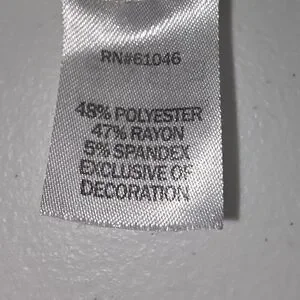 RN#61046
48% POLYESTER
47% RAYON
5% SPANDEX
EXCLUSIVE OF
DECORATION